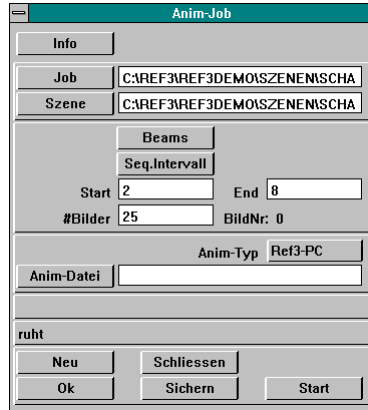 Anim-Job
Info
Job C:\REF3\REF3DEMO\SZENEN\SCHA
Szene C:\REF3\REF3DEMO\SZENEN\SCHA
Beams
Seq.Intervall
Start 2 End 8
#Bilder 25 BildNr: 0
Anim-Typ Ref3-PC
Anim-Datei
ruht
Neu Schliessen
Ok Sichern Start